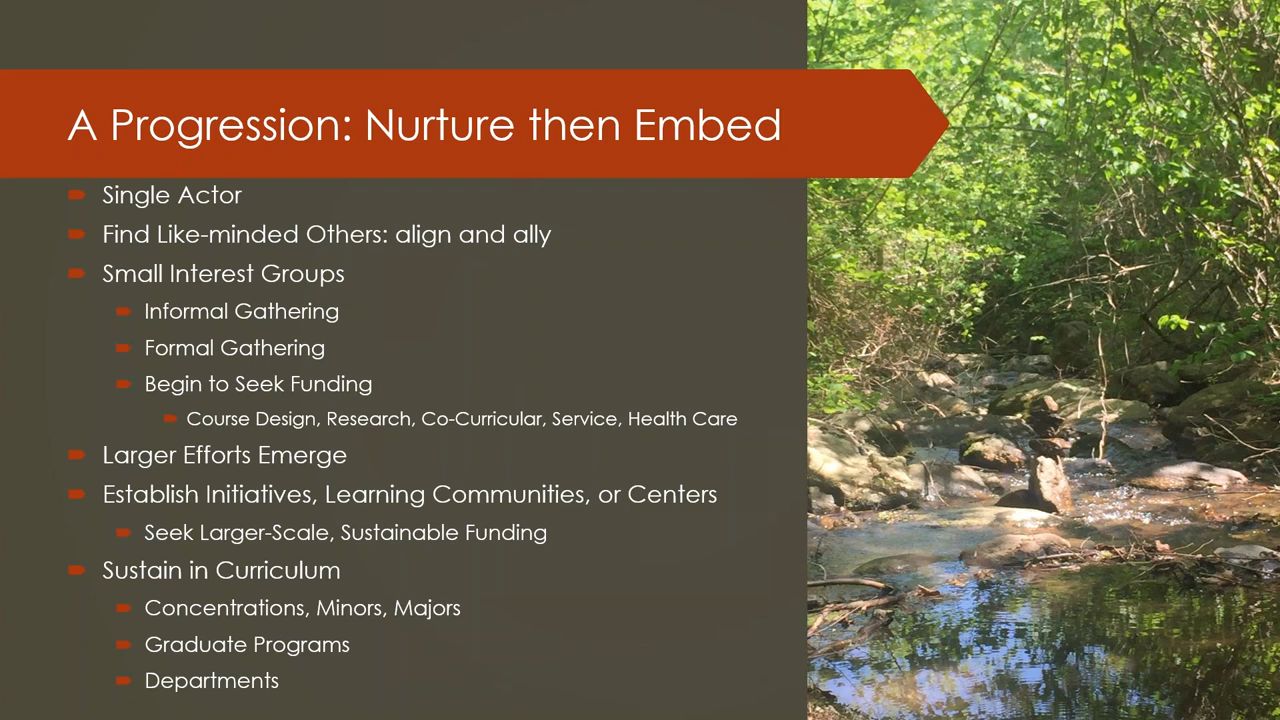 A Progression: Nurture then Embed
Single Actor
Find Like-minded Others: align and ally
Small Interest Groups
Informal Gathering
Formal Gathering
Begin to Seek Funding
Course Design, Research, Co-Curricular, Service, Health Care
Larger Efforts Emerge
Establish Initiatives, Learning Communities, or Centers
Seek Larger-Scale, Sustainable Funding
Sustain in Curriculum
Concentrations, Minors, Majors
Graduate Programs
Departments